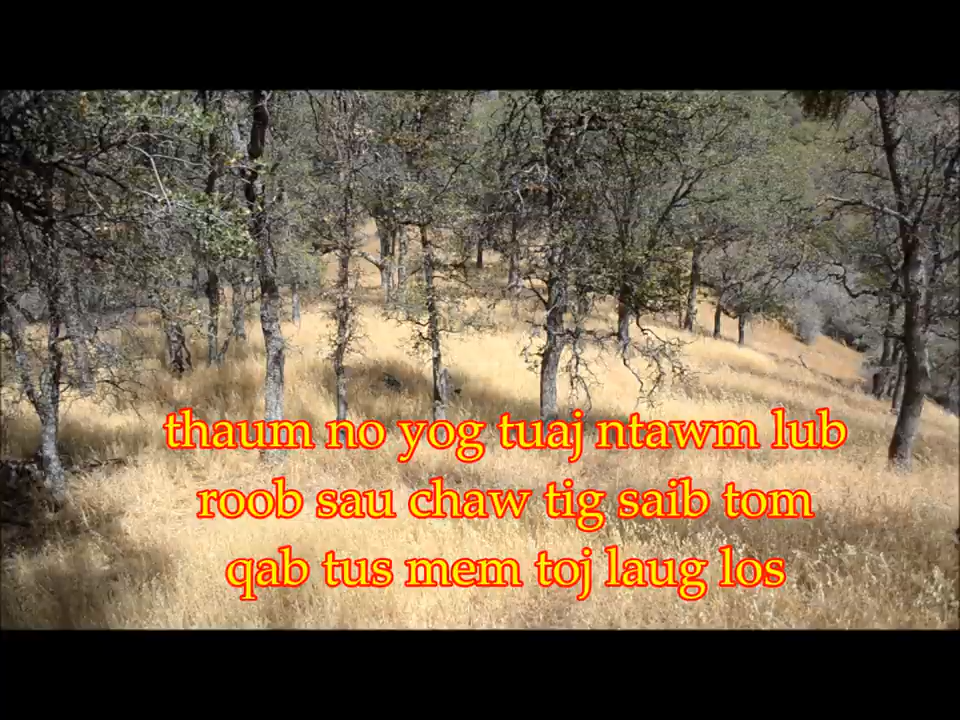 thaum no yog tuaj ntawm lub
roob sau chaw tig saib tom
qab tus mem toj laug los